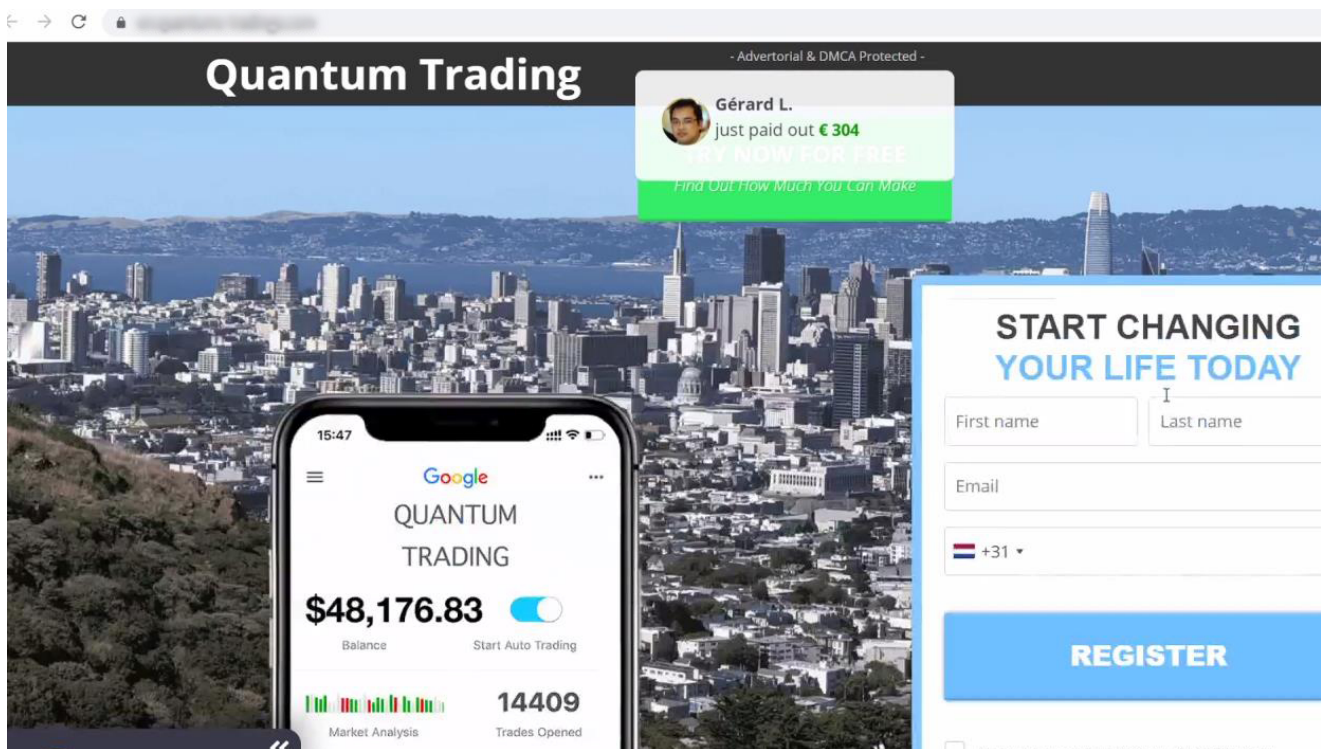 Quantum Trading
- Advertorial & DMCA Protected -
Gérard L.
just paid out € 304
TRY NOW FOR FREE
Find Out How Much You Can Make
START CHANGING
YOUR LIFE TODAY
First name
Last name
Email
+31
REGISTER
15:47
Google
QUANTUM
TRADING
$48,176.83
Balance
Start Auto Trading
14409
Market Analysis
Trades Opened